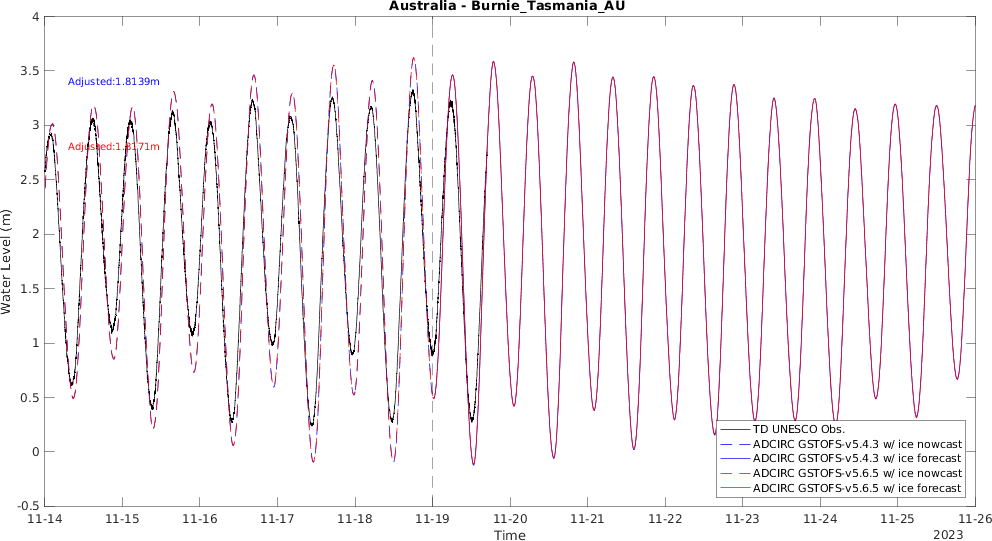 Australia - Burnie_Tasmania_AU
Water Level (m)
4
3.5
3
2.5
2
1.5
1
0.5
0
-0.5
Adjusted:1.8139m
Adjusted:1.8171m
TD UNESCO Obs.
ADCIRC GSTOFS-v5.4.3 w/ ice nowcast
ADCIRC GSTOFS-v5.4.3 w/ ice forecast
ADCIRC GSTOFS-v5.6.5 w/ ice nowcast
ADCIRC GSTOFS-v5.6.5 w/ ice forecast
11-14 11-15 11-16 11-17 11-18 11-19 11-20 11-21 11-22 11-23 11-24 11-25 11-26
Time
2023